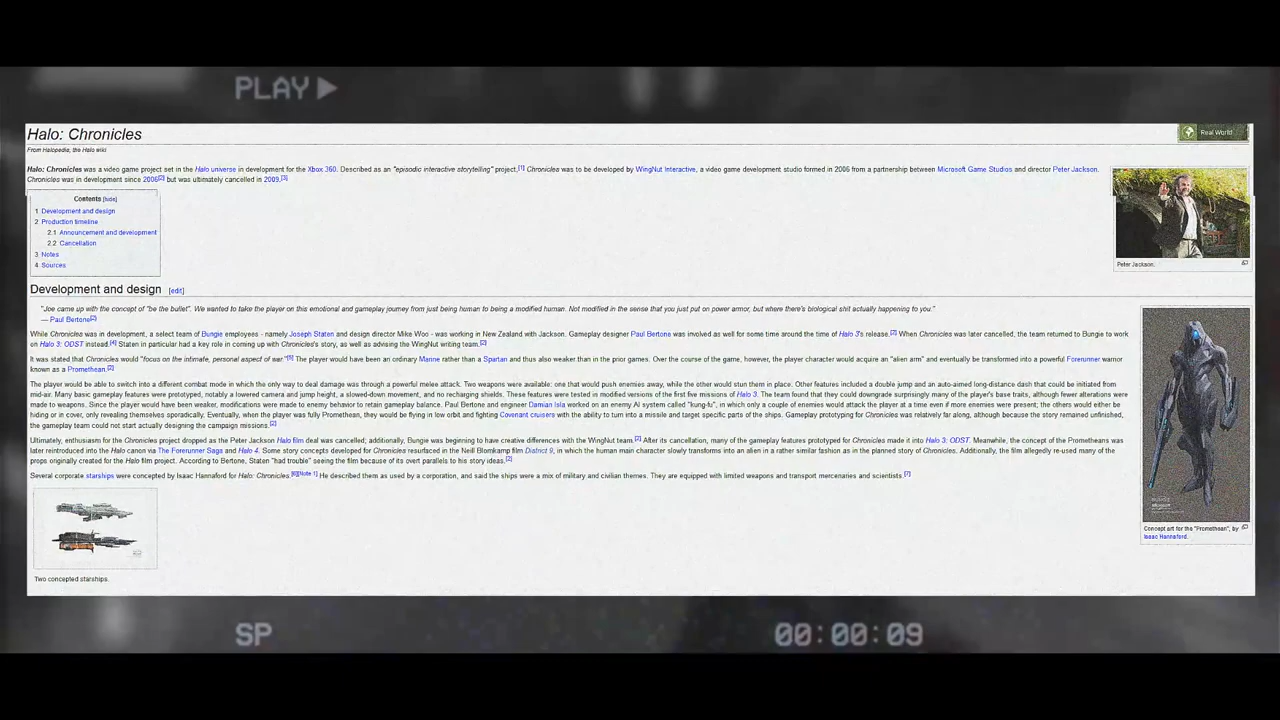 PLAY
Halo: Chronicles
Real World
From Halopedia, the Halo wiki
Halo: Chronicles was a video game project set in the Halo universe in development for the Xbox 360. Described as an "episodic interactive storytelling" project,[1] Chronicles was to be developed by WingNut Interactive, a video game development studio formed in 2006 from a partnership between Microsoft Game Studios and director Peter Jackson.
Chronicles was in development since 2006[2] but was ultimately cancelled in 2009.[3]
Contents [hide]
1 Development and design
2 Production timeline
2.1 Announcement and development
2.2 Cancellation
3 Notes
4 Sources
Peter Jackson.
Development and design [edit]
"Joe came up with the concept of "be the bullet". We wanted to take the player on this emotional and gameplay journey from just being human to being a modified human. Not modified in the sense that you just put on power armor, but where there's biological shit actually happening to you."
— Paul Bertone[2]
While Chronicles was in development, a select team of Bungie employees - namely Joseph Staten and design director Mike Woo - was working in New Zealand with Jackson. Gameplay designer Paul Bertone was involved as well for some time around the time of Halo 3's release.[2] When Chronicles was later cancelled, the team returned to Bungie to work
on Halo 3: ODST instead.[4] Staten in particular had a key role in coming up with Chronicles's story, as well as advising the WingNut writing team.[2]
It was stated that Chronicles would "focus on the intimate, personal aspect of war."[5] The player would have been an ordinary Marine rather than a Spartan and thus also weaker than in the prior games. Over the course of the game, however, the player character would acquire an "alien arm" and eventually be transformed into a powerful Forerunner warrior
known as a Promethean.[2]
The player would be able to switch into a different combat mode in which the only way to deal damage was through a powerful melee attack. Two weapons were available: one that would push enemies away, while the other would stun them in place. Other features included a double jump and an auto-aimed long-distance dash that could be initiated from
mid-air. Many basic gameplay features were prototyped, notably a lowered camera and jump height, a slowed-down movement, and no recharging shields. These features were tested in modified versions of the first five missions of Halo 3. The team found that they could downgrade surprisingly many of the player's base traits, although fewer alterations were
made to weapons. Since the player would have been weaker, modifications were made to enemy behavior to retain gameplay balance. Paul Bertone and engineer Damian Isla worked on an enemy AI system called "kung-fu", in which only a couple of enemies would attack the player at a time even if more enemies were present; the others would either be
hiding or in cover, only revealing themselves sporadically. Eventually, when the player was fully Promethean, they would be flying in low orbit and fighting Covenant cruisers with the ability to turn into a missile and target specific parts of the ships. Gameplay prototyping for Chronicles was relatively far along, although because the story remained unfinished,
the gameplay team could not start actually designing the campaign missions.[2]
Ultimately, enthusiasm for the Chronicles project dropped as the Peter Jackson Halo film deal was cancelled; additionally, Bungie was beginning to have creative differences with the WingNut team.[2] After its cancellation, many of the gameplay features prototyped for Chronicles made it into Halo 3: ODST. Meanwhile, the concept of the Prometheans was
later reintroduced into the Halo canon via The Forerunner Saga and Halo 4. Some story concepts developed for Chronicles resurfaced in the Neill Blomkamp film District 9, in which the human main character slowly transforms into an alien in a rather similar fashion as in the planned story of Chronicles. Additionally, the film allegedly re-used many of the
props originally created for the Halo film project. According to Bertone, Staten "had trouble" seeing the film because of its overt parallels to his story ideas.[2]
Several corporate starships were concepted by Isaac Hannaford for Halo: Chronicles.[6][Note 1] He described them as used by a corporation, and said the ships were a mix of military and civilian themes. They are equipped with limited weapons and transport mercenaries and scientists.[7]
Concept art for the "Promethean", by
Isaac Hannaford.
Two concepted starships.
SP
00:00:09